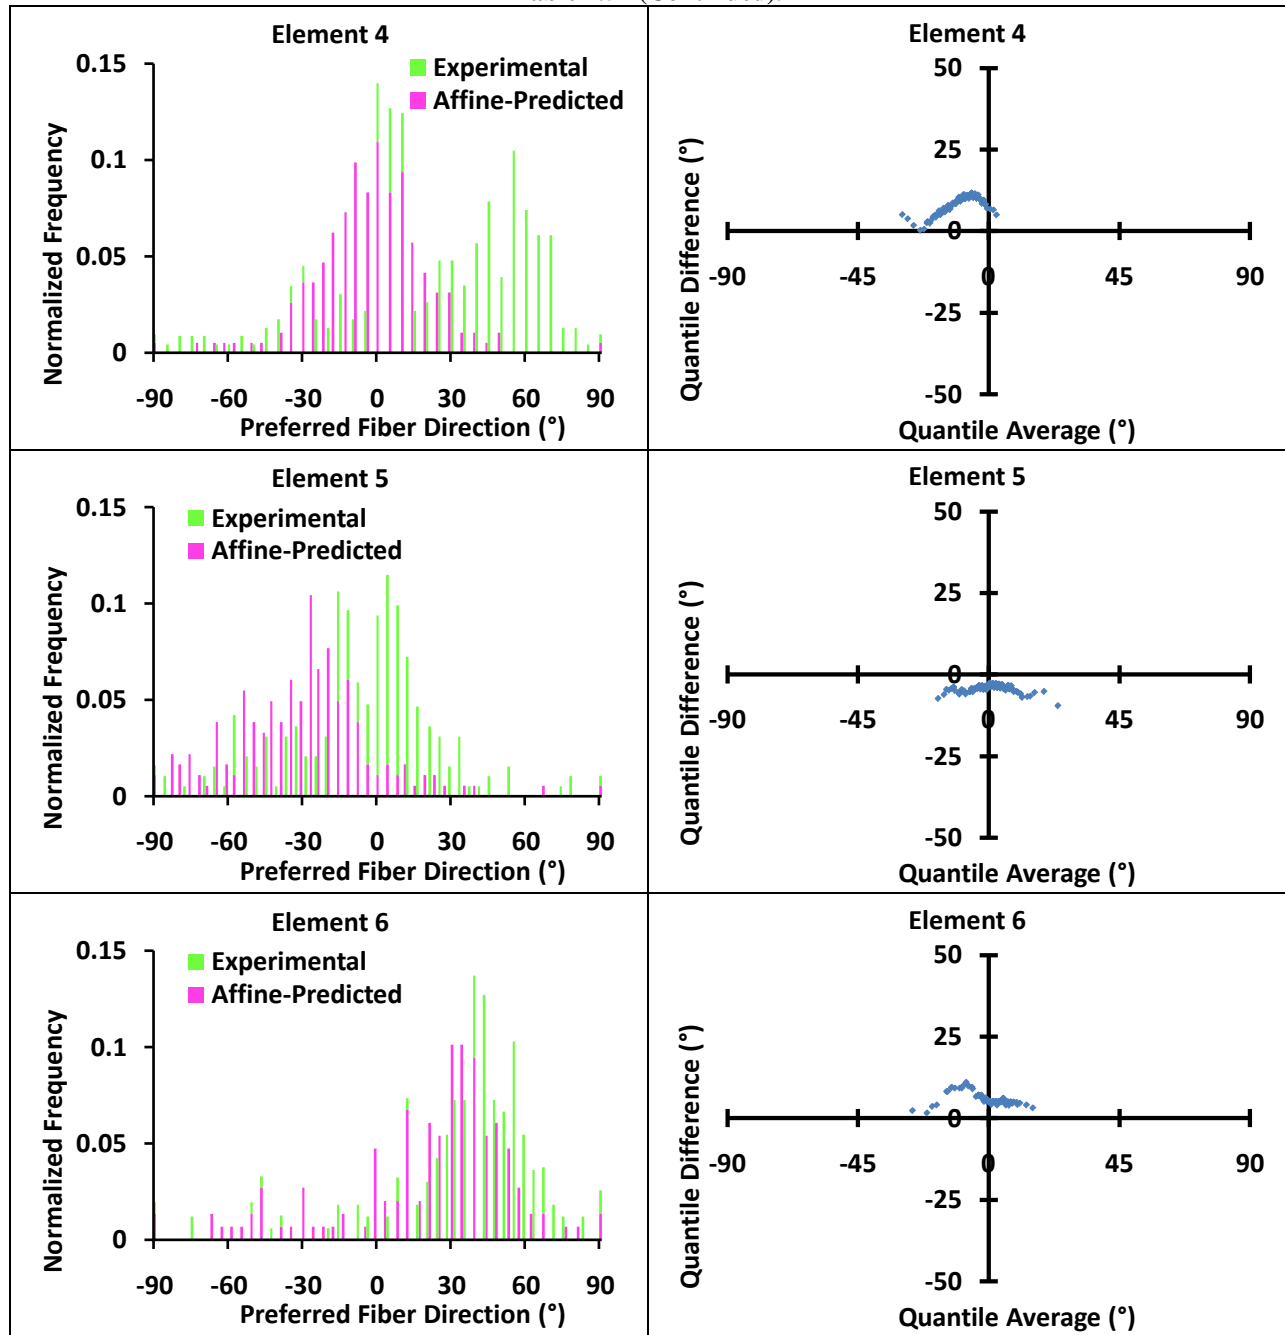 Element 4
Experimental
Affine-Predicted
Normalized Frequency
0.15
0.1
0.05
0
-90 -60 -30 0 30 60 90
Preferred Fiber Direction (°)
Element 4
Quantile Difference (°)
50
25
0
-25
-50
-90 -45 0 45 90
Quantile Average (°)
Element 5
Experimental
Affine-Predicted
Normalized Frequency
0.15
0.1
0.05
0
-90 -60 -30 0 30 60 90
Preferred Fiber Direction (°)
Element 5
Quantile Difference (°)
50
25
0
-25
-50
-90 -45 0 45 90
Quantile Average (°)
Element 6
Experimental
Affine-Predicted
Normalized Frequency
0.15
0.1
0.05
0
-90 -60 -30 0 30 60 90
Preferred Fiber Direction (°)
Element 6
Quantile Difference (°)
50
25
0
-25
-50
-90 -45 0 45 90
Quantile Average (°)